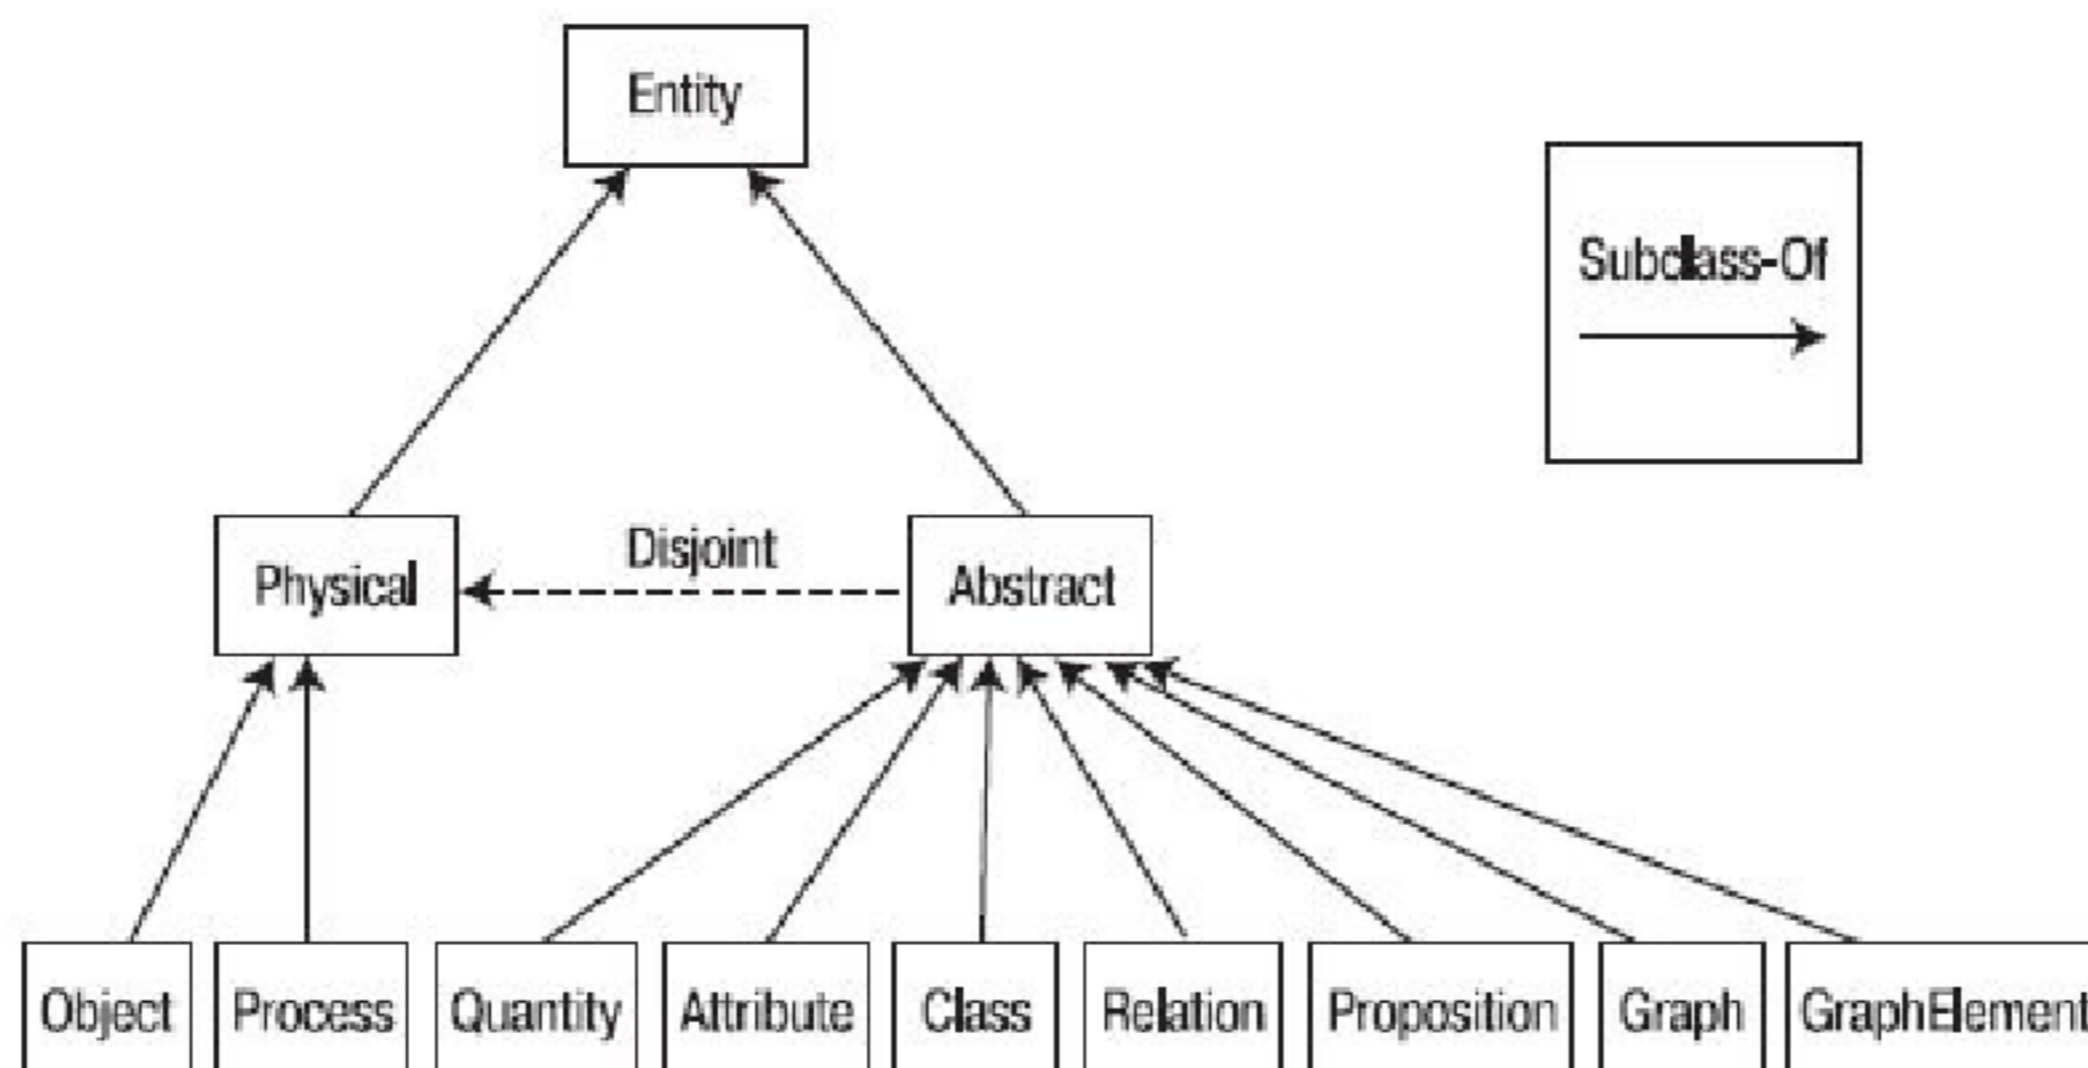 Entity
Subclass-Of
Disjoint
Physical
Abstract
Object
Process
Quantity
Attribute
Class
Relation
Proposition
Graph
GraphElement